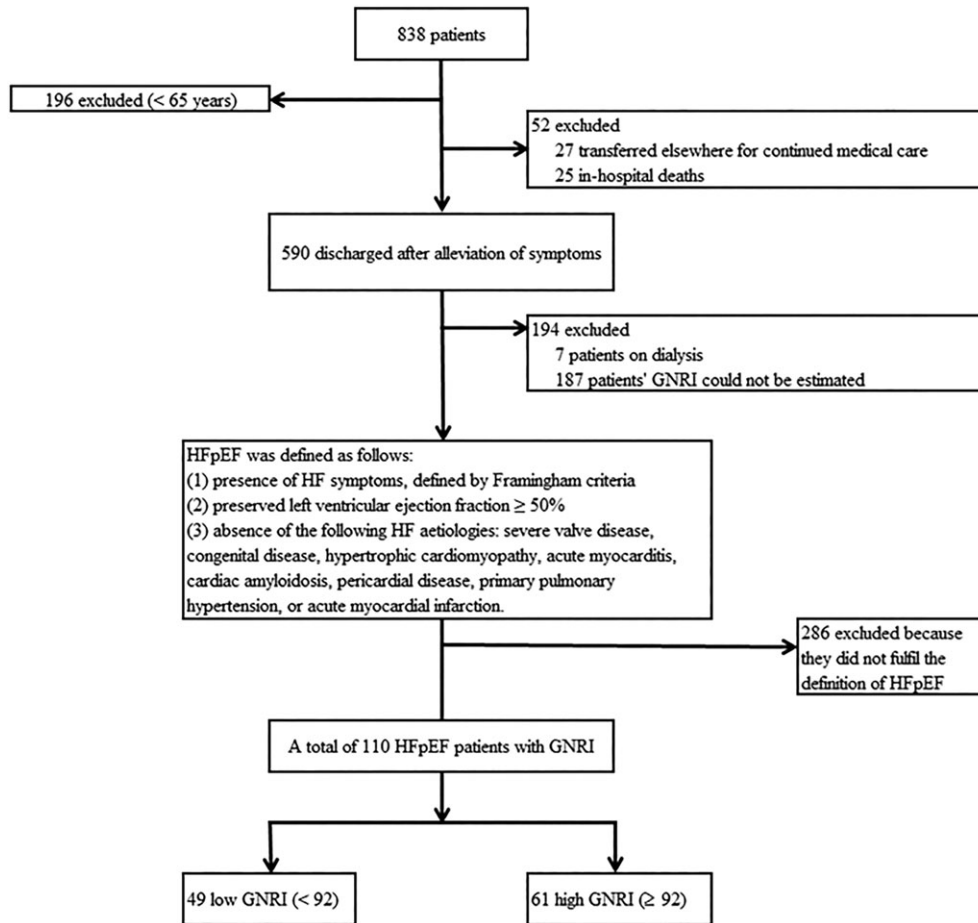 838 patients
196 excluded (< 65 years)
52 excluded
27 transferred elsewhere for continued medical care
25 in-hospital deaths
590 discharged after alleviation of symptoms
194 excluded
7 patients on dialysis
187 patients' GNRI could not be estimated
HFpEF was defined as follows:
(1) presence of HF symptoms, defined by Framingham criteria
(2) preserved left ventricular ejection fraction ≥ 50%
(3) absence of the following HF aetiologies: severe valve disease,
congenital disease, hypertrophic cardiomyopathy, acute myocarditis,
cardiac amyloidosis, pericardial disease, primary pulmonary
hypertension, or acute myocardial infarction.
286 excluded because
they did not fulfil the
definition of HFpEF
A total of 110 HFpEF patients with GNRI
49 low GNRI (< 92)
61 high GNRI (≥ 92)